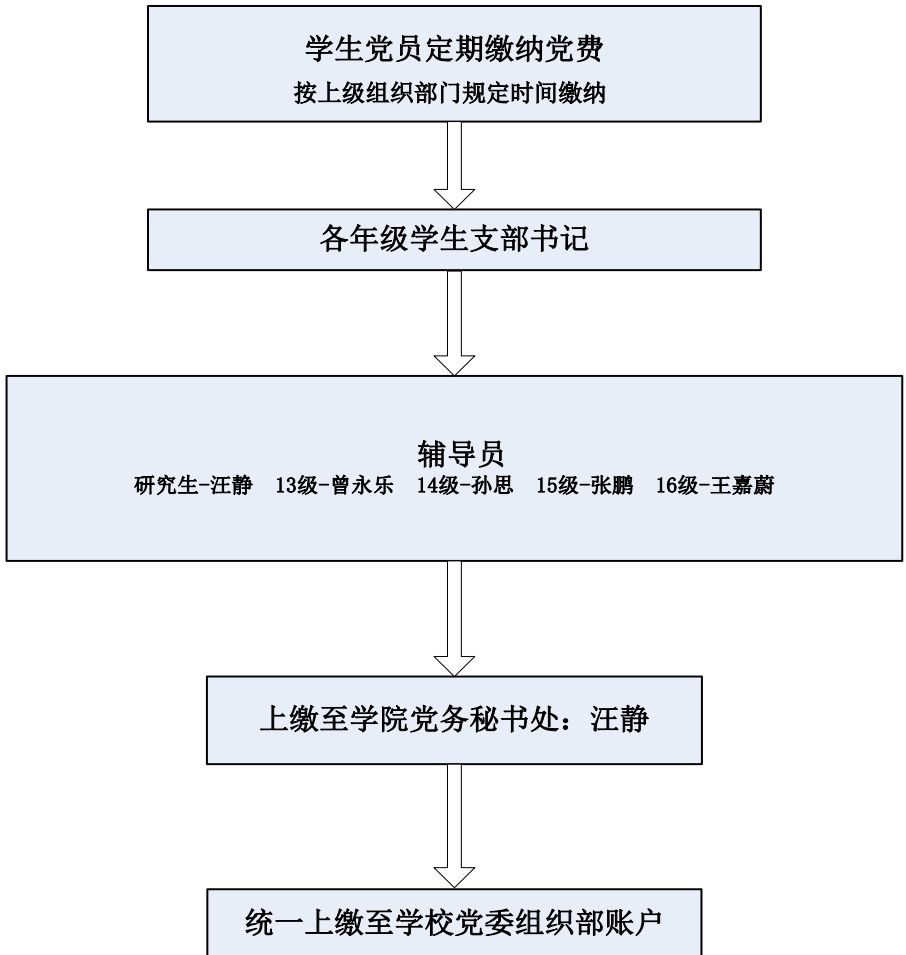 学生党员定期缴纳党费
按上级组织部门规定时间缴纳
各年级学生支部书记
辅导员
研究生-汪静 13级-曾永乐 14级-孙思 15级-张鹏 16级-王嘉蔚
上缴至学院党务秘书处：汪静
统一上缴至学校党委组织部账户